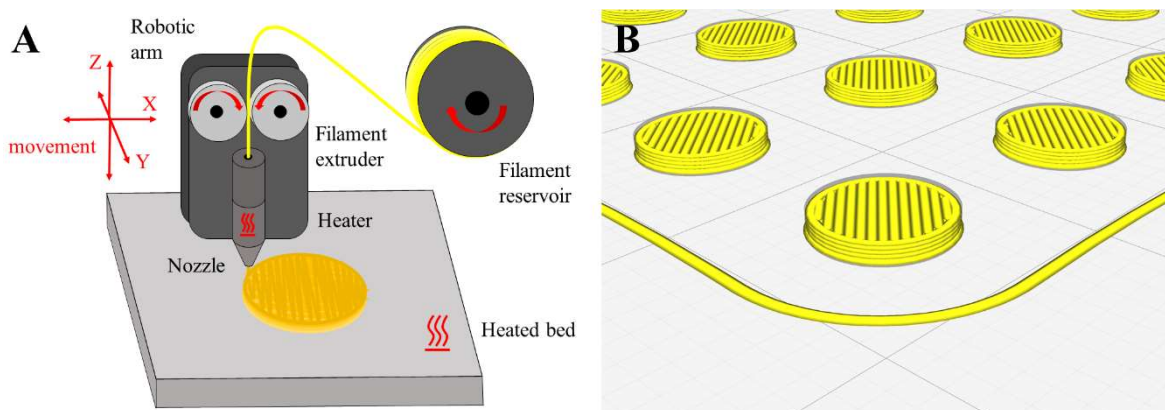 A
Robotic
arm
Z
X
movement
Y
Filament
extruder
Filament
reservoir
Heater
Nozzle
Heated bed
B